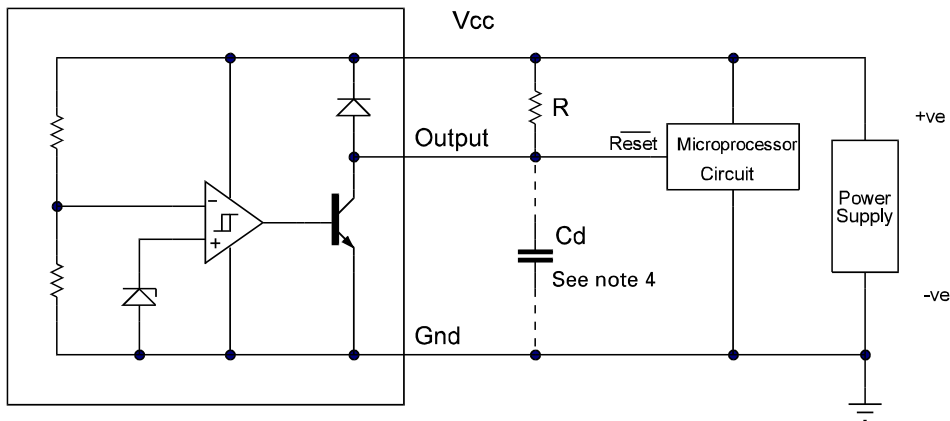 Vcc
R
+ve
Output
Reset
Microprocessor
Circuit
Power
Supply
−
+
Cd
See note 4
-ve
Gnd